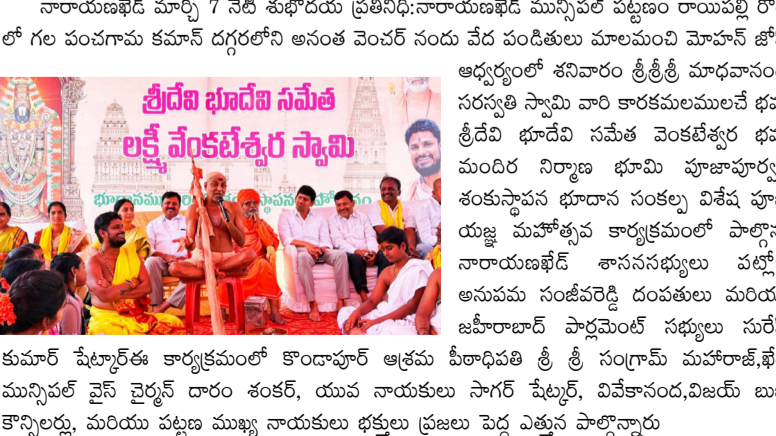 నారాయణఖేడ్ మార్చి 7 నేటి శుభోదయ ప్రతినిధి:నారాయణఖేడ్ మున్సిపల్ పట్టణం రాయిపల్లి
లో గల పంచగామ కమాన్ దగ్గరలోని అనంత వెంచర్ నందు వేద పండితులు మాలమంచి మోహన్
ఆధ్వర్యంలో శనివారం శ్రీశ్రీశ్రీ
సరస్వతి స్వామి వారి కారకమలములచే
శ్రీదేవి భూదేవి సమేత వెంకటేశ్వర
మందిర నిర్మాణ భూమి
శంకుస్థాపన భూదాన సంకల్ప విశేష
యజ్ఞ మహోత్సవ కార్యక్రమంలో
నారాయణఖేడ్ శాసనసభ్యులు
అనుపమ సంజీవరెడ్డి దంపతులు
జహీరాబాద్ పార్లమెంట్ సభ్యులు
కుమార్ షేట్కార్ఈ కార్యక్రమంలో కొండాపూర్ ఆశ్రమ పీఠాధిపతి శ్రీ శ్రీ సంగ్రామ్ మహారాజ్,
మున్సిపల్ వైస్ చైర్మన్ దారం శంకర్, యువ నాయకులు సాగర్ షేట్కర్, వివేకానంద,విజయ్
కౌన్సిలర్లు, మరియు పట్టణ ముఖ్య నాయకులు భక్తులు ప్రజలు పెద్ద ఎత్తున పాల్గొన్నారు
శ్రీదేవి భూదేవి సమేత
లక్ష్మీ వేంకటేశ్వర స్వామి